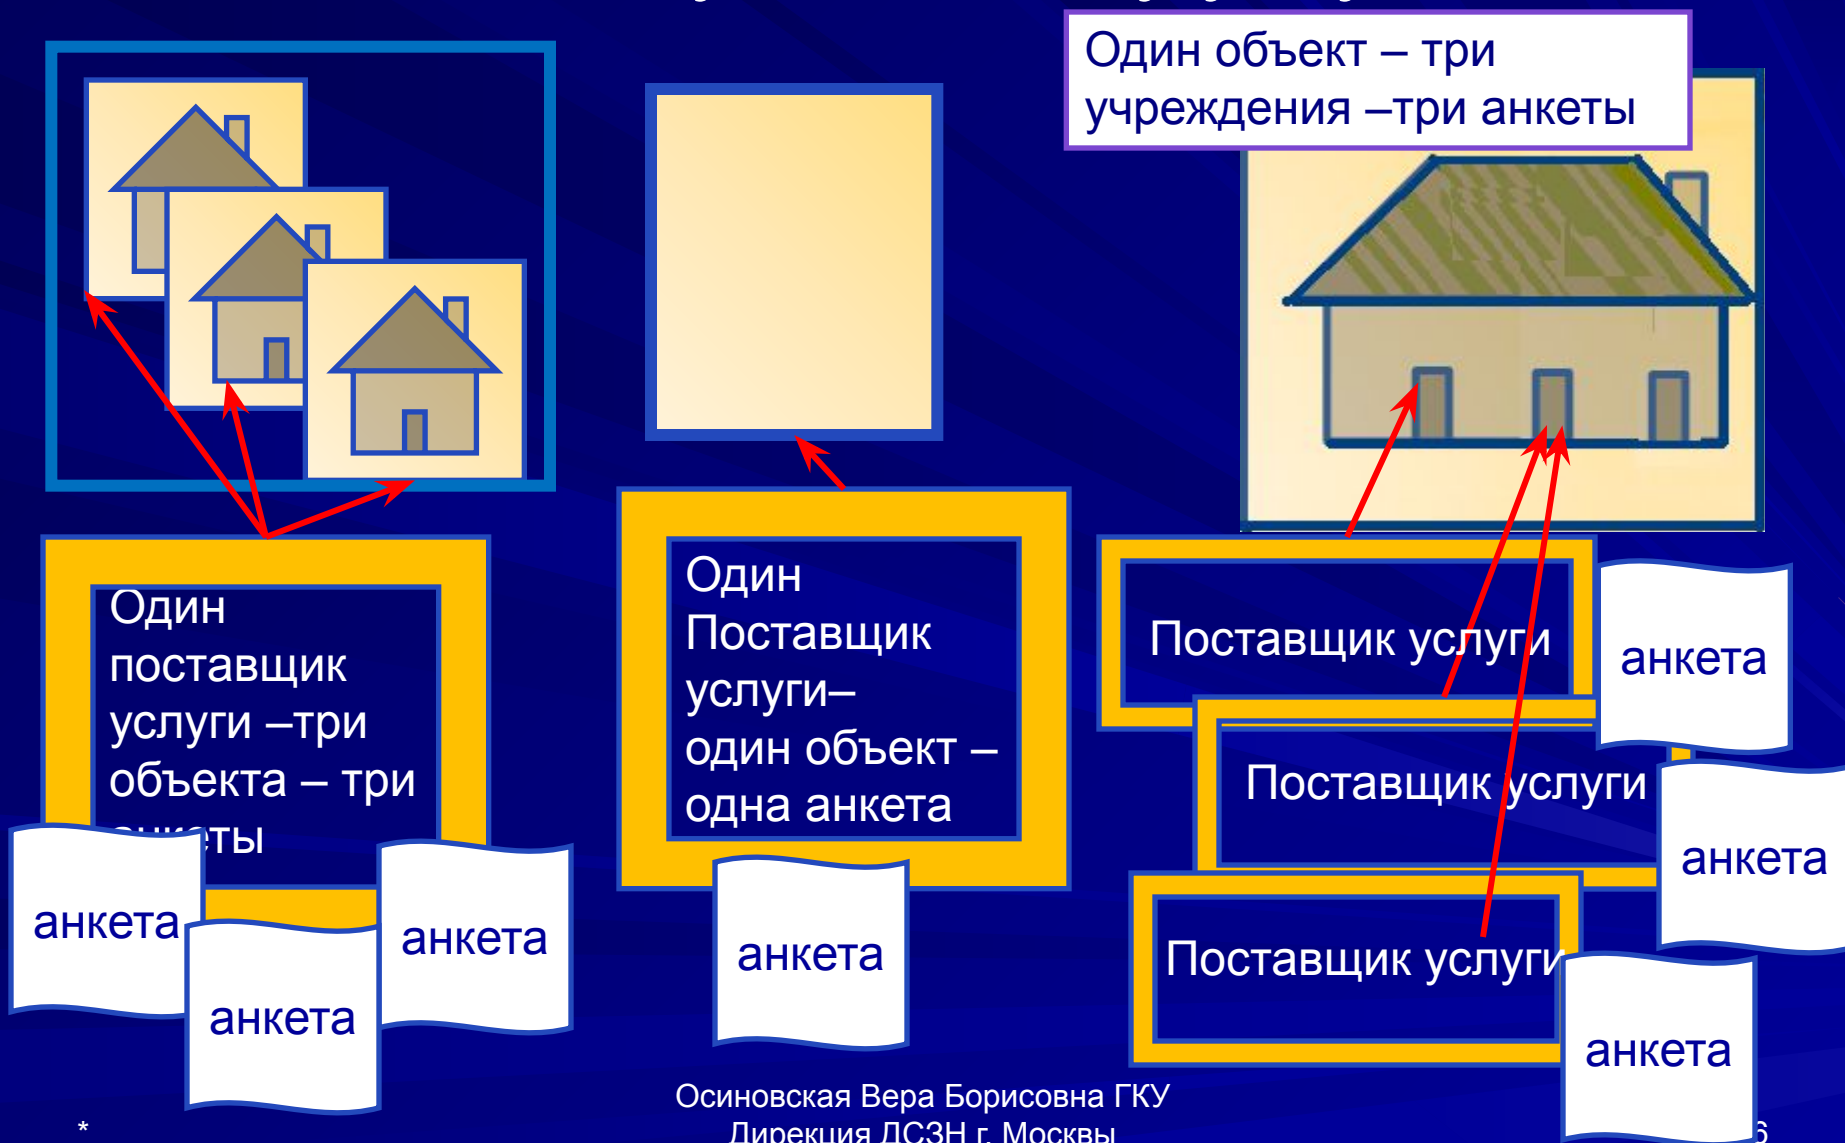 Один объект – три
учреждения –три анкеты
Один
поставщик
услуги –три
объекта – три
анкеты
анкета
анкета
анкета
Один
Поставщик
услуги–
один объект –
одна анкета
анкета
Поставщик услуги
анкета
Поставщик услуги
анкета
Поставщик услуги
анкета
Осиновская Вера Борисовна ГКУ
Дирекция ДСЗН г. Москвы
*
6